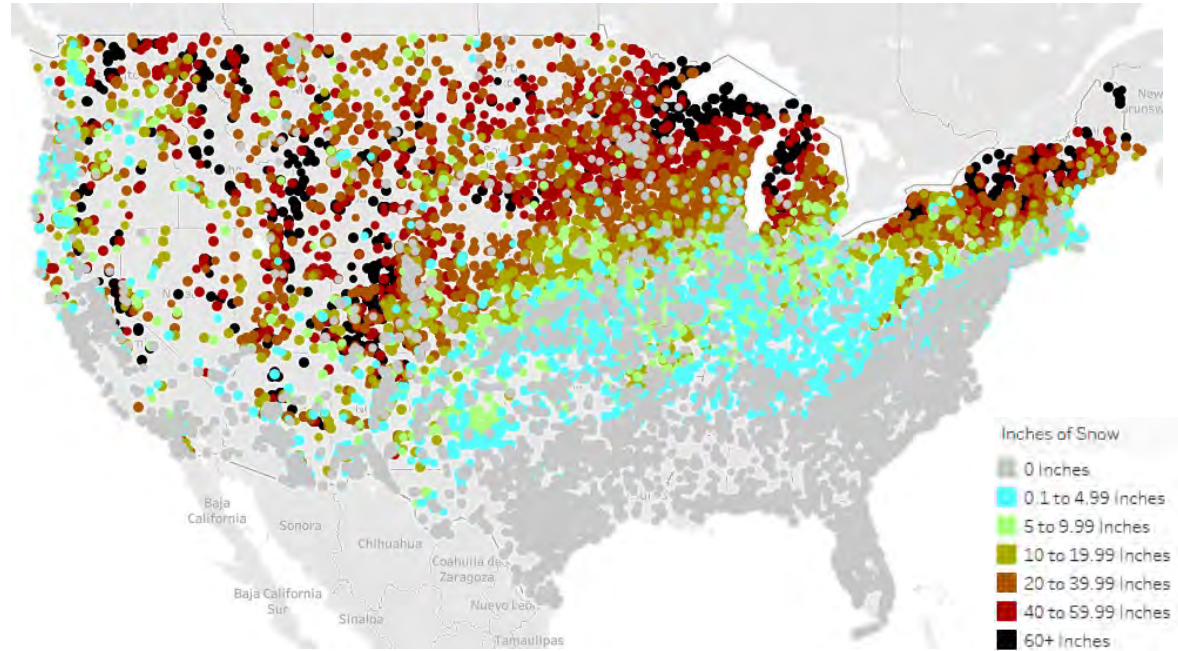 New
Baja
California
Sonora
Chihuahua
Coahuila de
Zaragoza
Baja California
Sur
Sinaloa
Nuevo León
Tamaulipas
Inches of Snow
0 Inches
0.1 to 4.99 Inches
5 to 9.99 Inches
10 to 19.99 Inches
20 to 39.99 Inches
40 to 59.99 Inches
60+ Inches